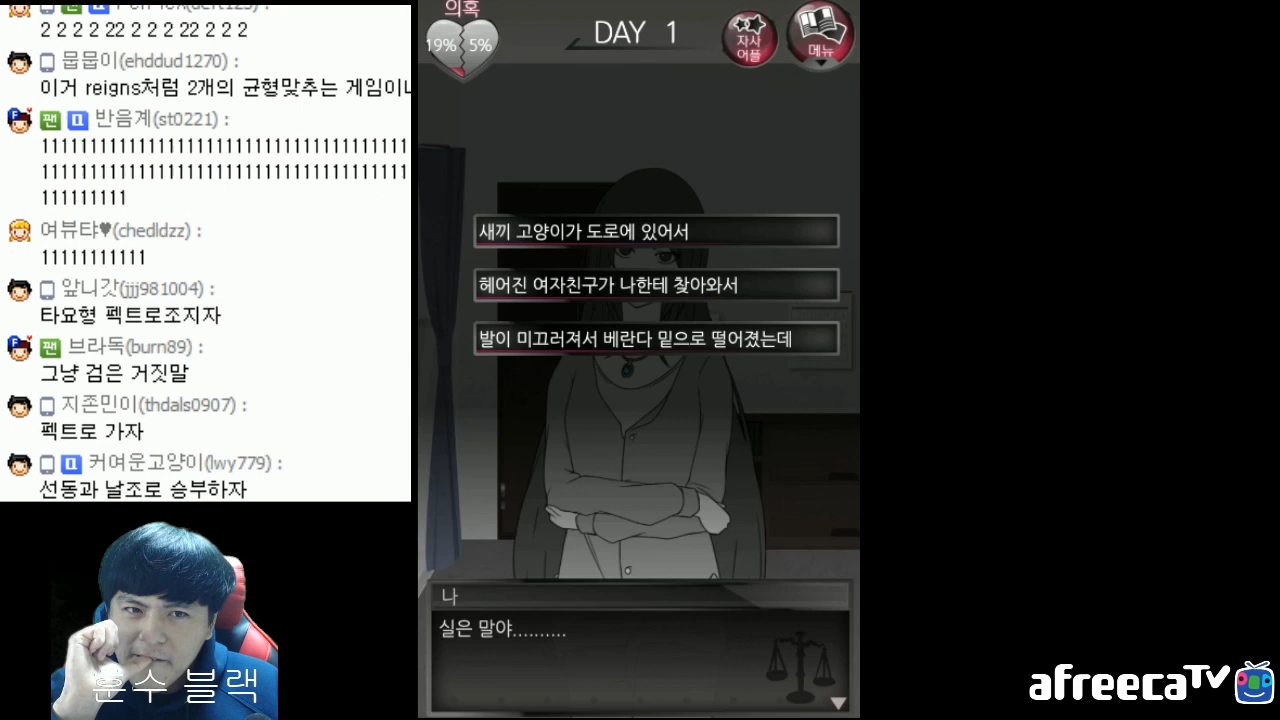 2 2 2 2 22 2 2 2 22 2 2 2
뭅뭅이(ehddud1270) :
이거 reigns처럼 2개의 균형맞추는 게임이
팬 반음계(st0221) :
1111111111111111111111111111111111111
1111111111111111111111111111111111111
111111111
여뷰탸♥(chedldzz) :
11111111111
앞니갓(jjj981004) :
타요형 펙트로조지자
팬 브라독(burn89) :
그냥 검은 거짓말
지존민이(thdals0907) :
펙트로 가자
커여운고양이(lwy779) :
선동과 날조로 승부하자
운수 블랙
의혹
19% 5%
DAY 1
자사
어플
메뉴
새끼 고양이가 도로에 있어서
헤어진 여자친구가 나한데 찾아와서
발이 미끄러져서 베란다 밑으로 떨어졌는데
나
실은 말야..........
afreecaTV